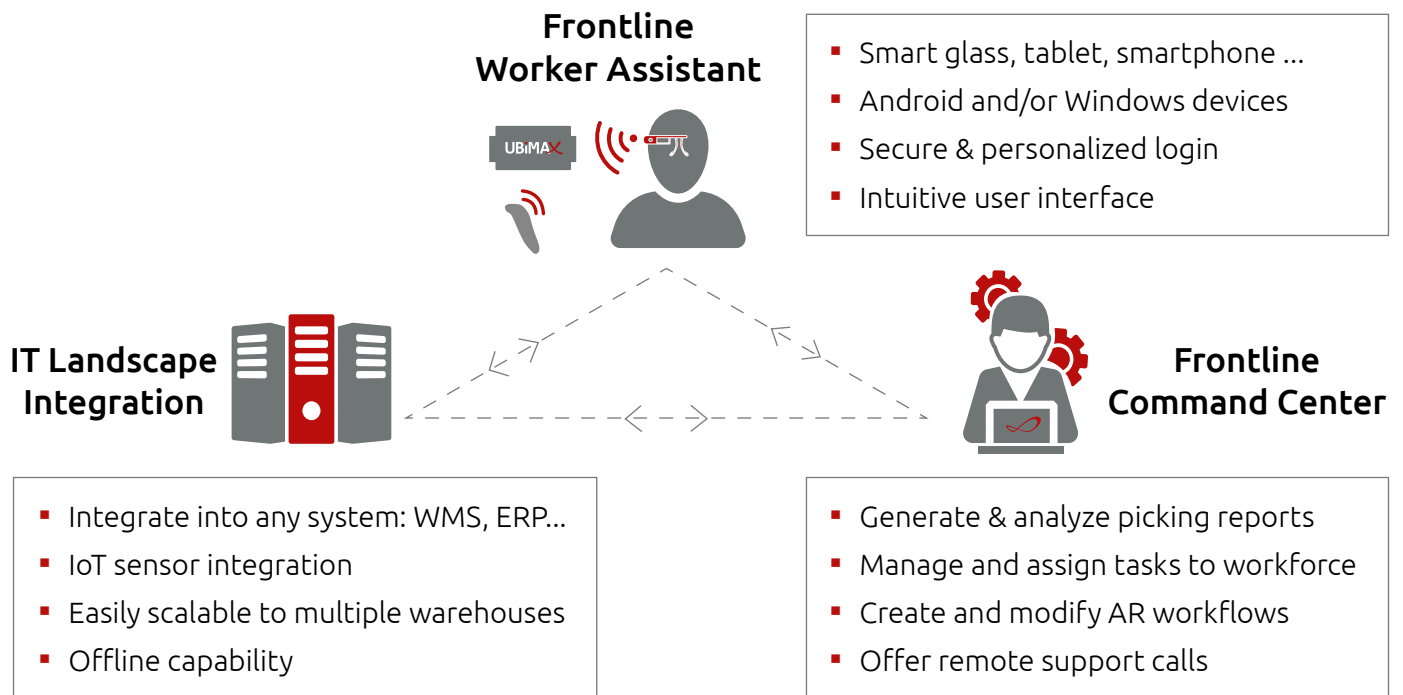 Frontline
Worker Assistant
UBiMAX
▪ Smart glass, tablet, smartphone ...
▪ Android and/or Windows devices
▪ Secure & personalized login
▪ Intuitive user interface
IT Landscape
Integration
Frontline
Command Center
▪ Integrate into any system: WMS, ERP...
▪ IoT sensor integration
▪ Easily scalable to multiple warehouses
▪ Offline capability
▪ Generate & analyze picking reports
▪ Manage and assign tasks to workforce
▪ Create and modify AR workflows
▪ Offer remote support calls